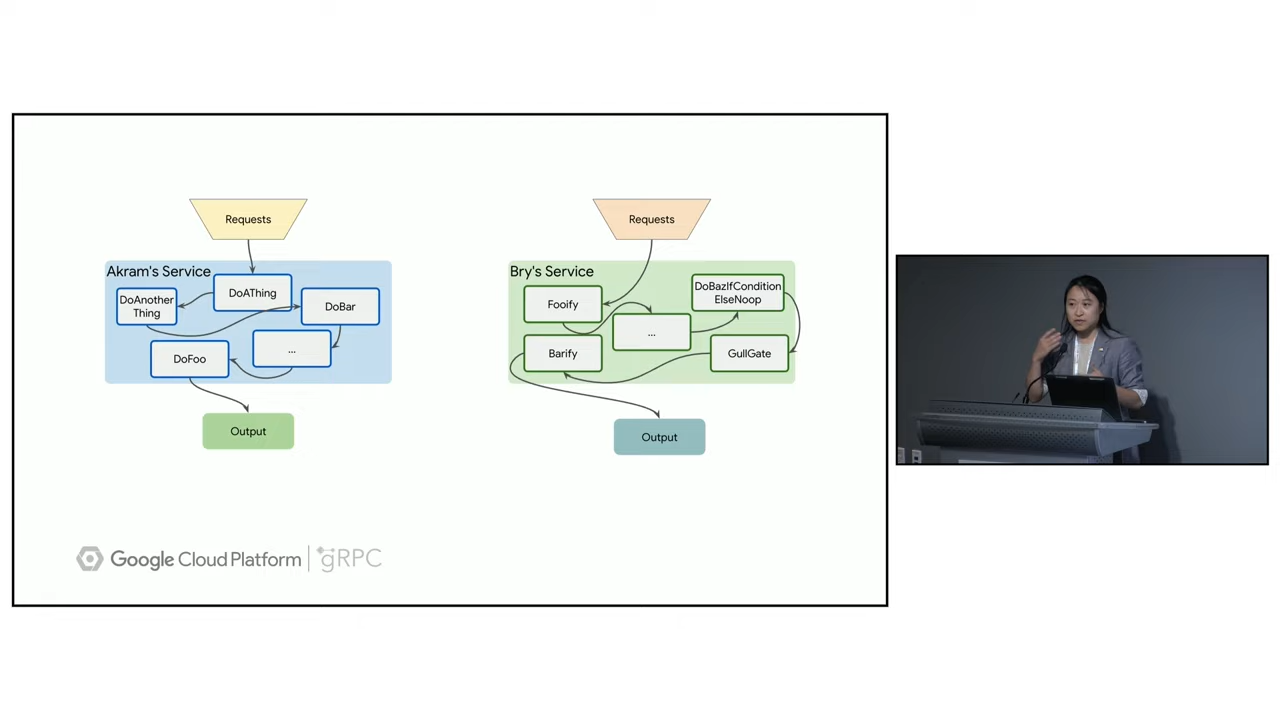 Requests
Akram's Service
DoAThing
DoAnother
Thing
DoBar
...
DoFoo
Output
Requests
Bry's Service
Fooify
DoBazIfCondition
ElseNoop
...
Barify
GullGate
Output
Google Cloud Platform | gRPC